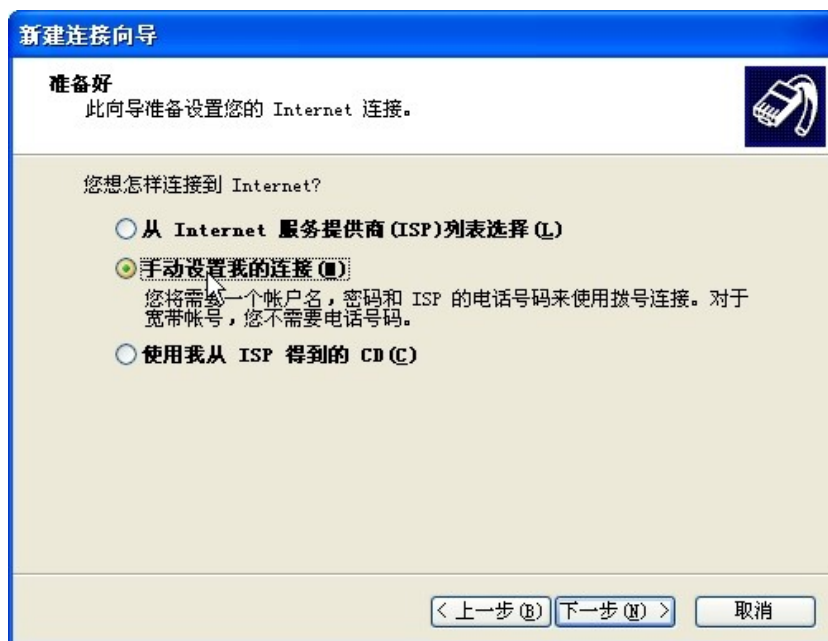 新建连接向导
准备好
此向导准备设置您的 Internet 连接。
您想怎样连接到 Internet?
从 Internet 服务提供商(ISP)列表选择(L)
手动设置我的连接(M)
您将需要一个帐户名，密码和 ISP 的电话号码来使用拨号连接。对于
宽带帐号，您不需要电话号码。
使用我从 ISP 得到的 CD(C)
< 上一步(B) 下一步(N) > 取消